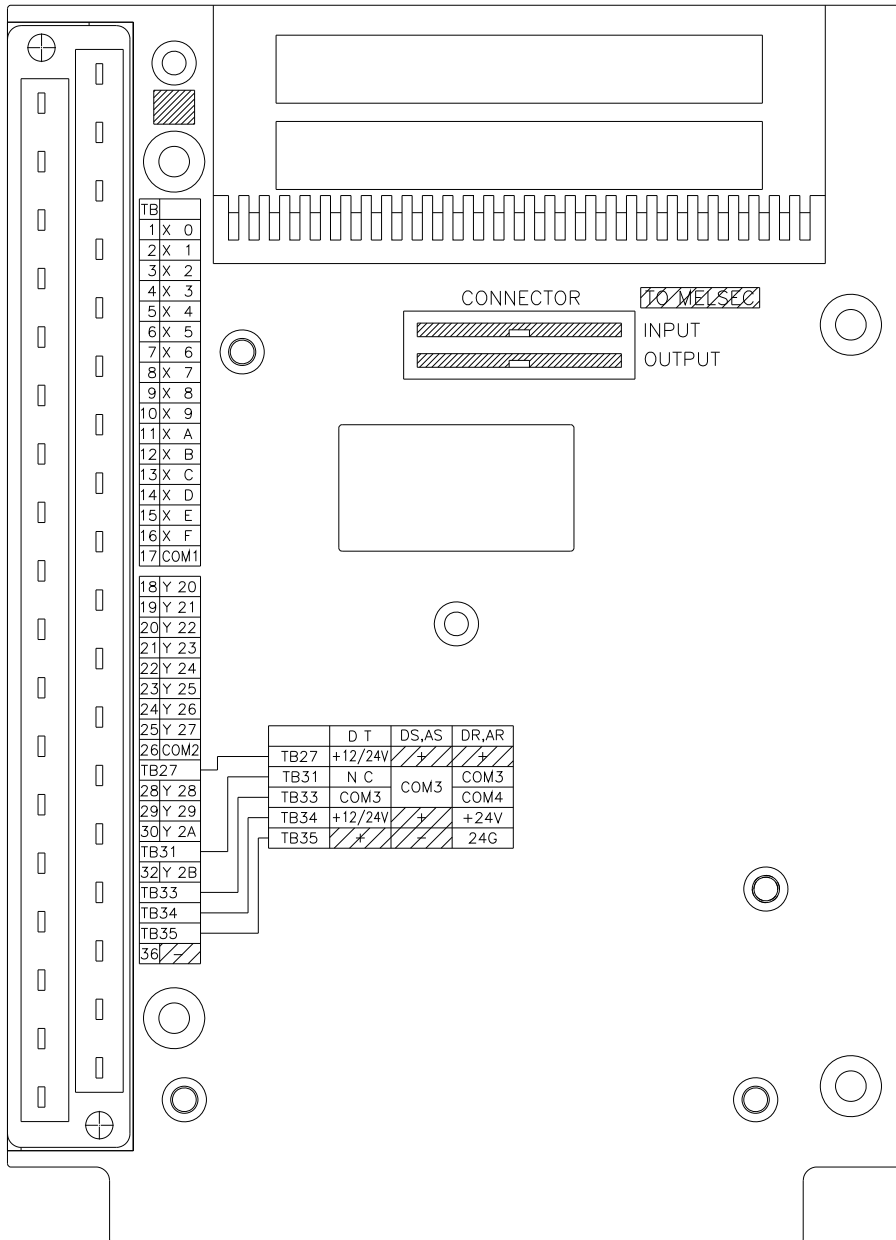 TB
1 X 0
2 X 1
3 X 2
4 X 3
5 X 4
6 X 5
7 X 6
8 X 7
9 X 8
10 X 9
11 X A
12 X B
13 X C
14 X D
15 X E
16 X F
17 COM1
18 Y 20
19 Y 21
20 Y 22
21 Y 23
22 Y 24
23 Y 25
24 Y 26
25 Y 27
26 COM2
TB27
28 Y 28
29 Y 29
30 Y 2A
TB31
32 Y 2B
TB33
TB34
TB35
36 -
CONNECTOR TO MELSEC
INPUT
OUTPUT
D T DS,AS DR,AR
TB27 +12/24V + +
TB31 N C COM3 COM3
TB33 COM3 COM4
TB34 +12/24V + +24V
TB35 + - 24G